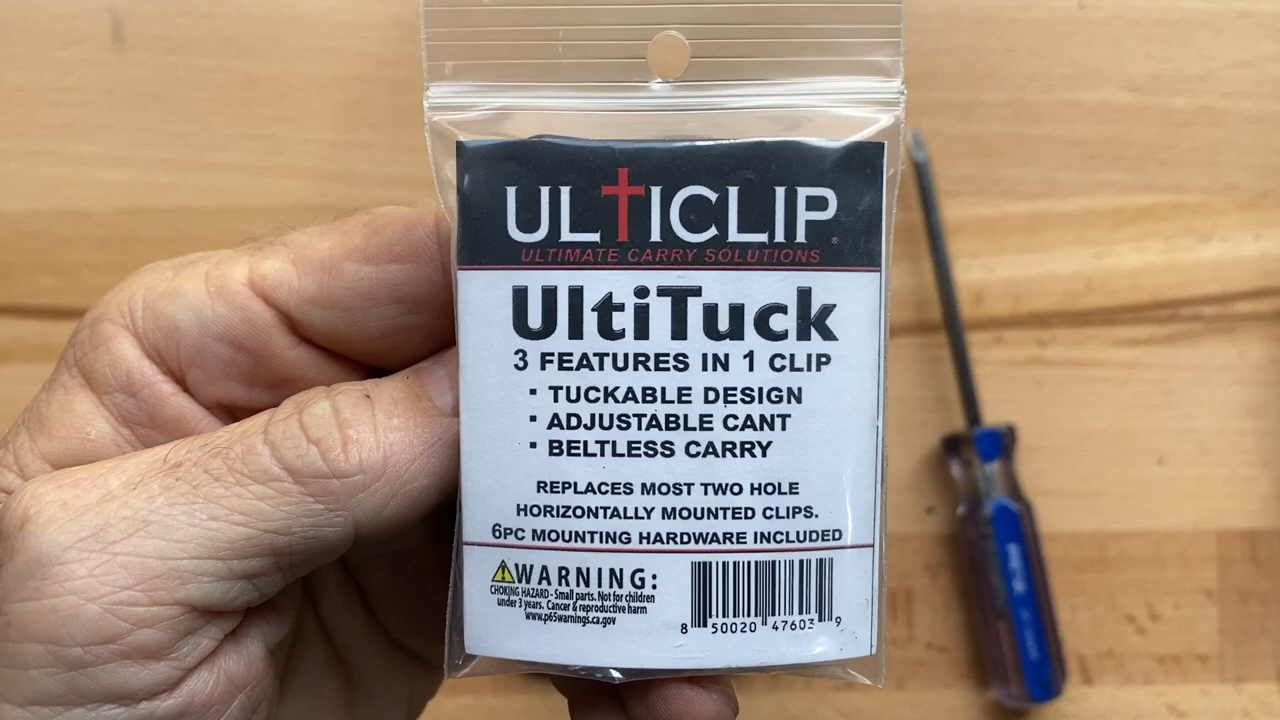 ULTICLIP®
ULTIMATE CARRY SOLUTIONS
UltiTuck
3 FEATURES IN 1 CLIP
▪ TUCKABLE DESIGN
▪ ADJUSTABLE CANT
▪ BELTLESS CARRY
REPLACES MOST TWO HOLE
HORIZONTALLY MOUNTED CLIPS.
6PC MOUNTING HARDWARE INCLUDED
WARNING:
CHOKING HAZARD - Small parts. Not for children
under 3 years. Cancer & reproductive harm
www.p65warnings.ca.gov
8 50020 47603 9